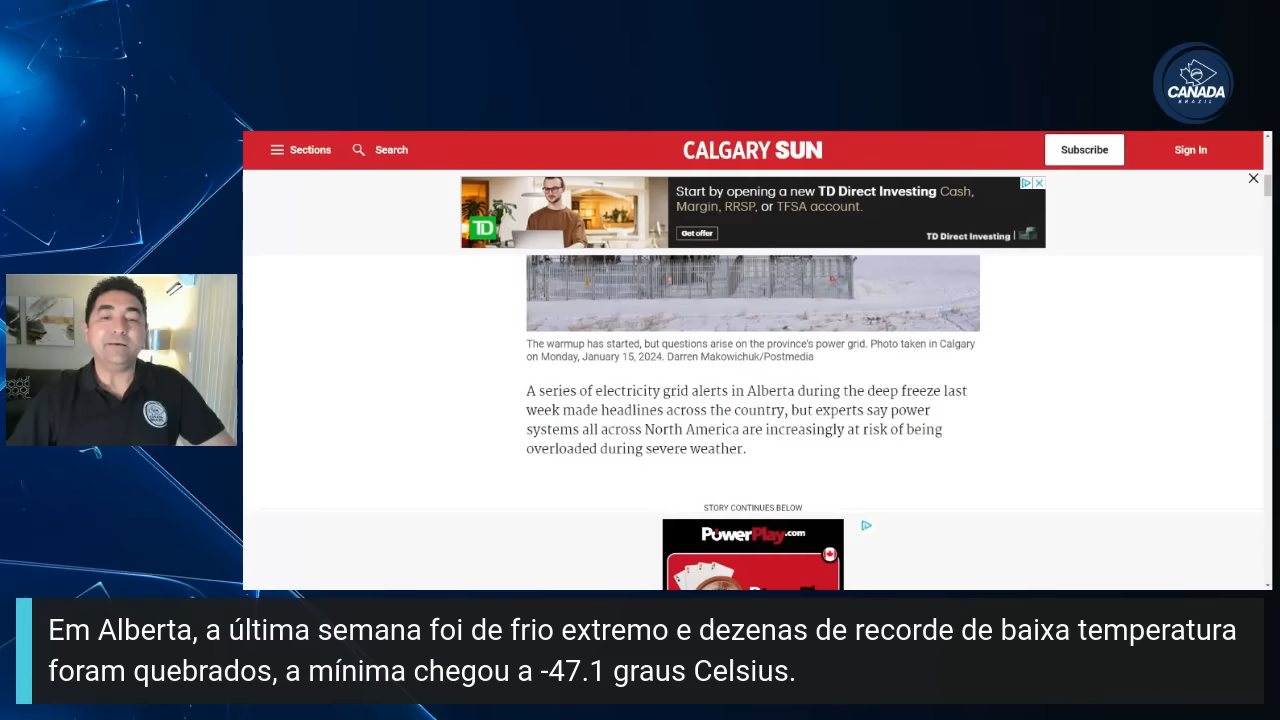 CANADA
BRAZIL
Sections
Search
CALGARY SUN
Subscribe
Sign In
Start by opening a new TD Direct Investing Cash,
Margin, RRSP, or TFSA account.
TD
Get offer
TD Direct Investing
The warmup has started, but questions arise on the province's power grid. Photo taken in Calgary
on Monday, January 15, 2024. Darren Makowichuk/Postmedia
A series of electricity grid alerts in Alberta during the deep freeze last
week made headlines across the country, but experts say power
systems all across North America are increasingly at risk of being
overloaded during severe weather.
STORY CONTINUES BELOW
PowerPlay.com
Em Alberta, a última semana foi de frio extremo e dezenas de recorde de baixa temperatura
foram quebrados, a mínima chegou a -47.1 graus Celsius.